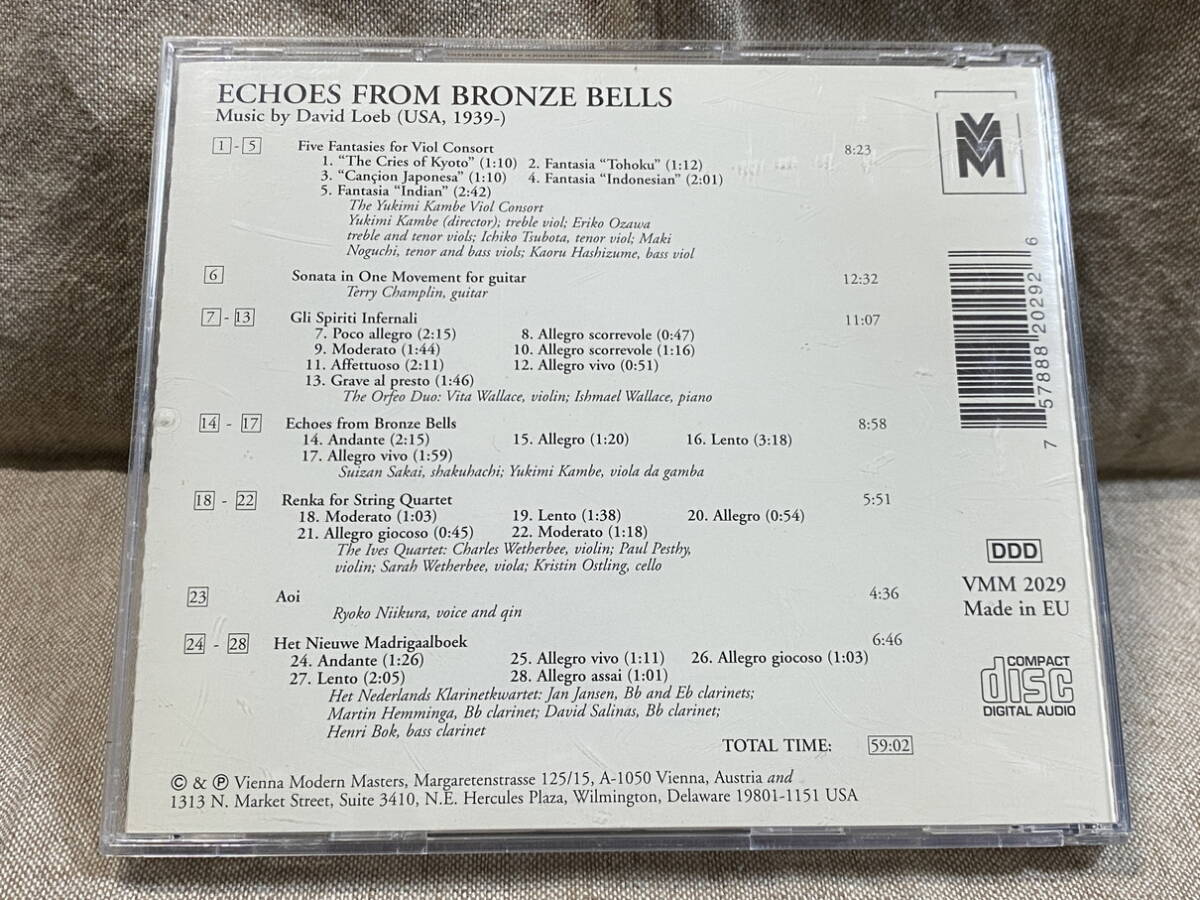 ECHOES FROM BRONZE BELLS
Music by David Loeb (USA, 1939-)
1 - 5 Five Fantasies for Viol Consort 8:23
1. “The Cries of Kyoto” (1:10) 2. Fantasia “Tohoku” (1:12)
3. “Cançion Japonesa” (1:10) 4. Fantasia “Indonesian” (2:01)
5. Fantasia “Indian” (2:42)
The Yukimi Kambe Viol Consort
Yukimi Kambe (director); treble viol; Eriko Ozawa
treble and tenor viols; Ichiko Tsubota, tenor viol; Maki
Noguchi, tenor and bass viols; Kaoru Hashizume, bass viol
6 Sonata in One Movement for guitar 12:32
Terry Champlin, guitar
7 - 13 Gli Spiriti Infernali 11:07
7. Poco allegro (2:15) 8. Allegro scorrevole (0:47)
9. Moderato (1:44) 10. Allegro scorrevole (1:16)
11. Affettuoso (2:11) 12. Allegro vivo (0:51)
13. Grave al presto (1:46)
The Orfeo Duo: Vita Wallace, violin; Ishmael Wallace, piano
14 - 17 Echoes from Bronze Bells 8:58
14. Andante (2:15) 15. Allegro (1:20) 16. Lento (3:18)
17. Allegro vivo (1:59)
Suizan Sakai, shakuhachi; Yukimi Kambe, viola da gamba
18 - 22 Renka for String Quartet 5:51
18. Moderato (1:03) 19. Lento (1:38) 20. Allegro (0:54)
21. Allegro giocoso (0:45) 22. Moderato (1:18)
The Ives Quartet: Charles Wetherbee, violin; Paul Pesthy,
violin; Sarah Wetherbee, viola; Kristin Ostling, cello
23 Aoi 4:36
Ryoko Niikura, voice and qin
24 - 28 Het Nieuwe Madrigaalboek 6:46
24. Andante (1:26) 25. Allegro vivo (1:11) 26. Allegro giocoso (1:03)
27. Lento (2:05) 28. Allegro assai (1:01)
Het Nederlands Klarinetkwartet: Jan Jansen, Bb and Eb clarinets;
Martin Hemminga, Bb clarinet; David Salinas, Bb clarinet;
Henri Bok, bass clarinet
TOTAL TIME: 59:02
© & ℗ Vienna Modern Masters, Margaretenstrasse 125/15, A-1050 Vienna, Austria and
1313 N. Market Street, Suite 3410, N.E. Hercules Plaza, Wilmington, Delaware 19801-1151 USA
VMM
7 57888 20292 6
DDD
VMM 2029
Made in EU
COMPACT
disc
DIGITAL AUDIO